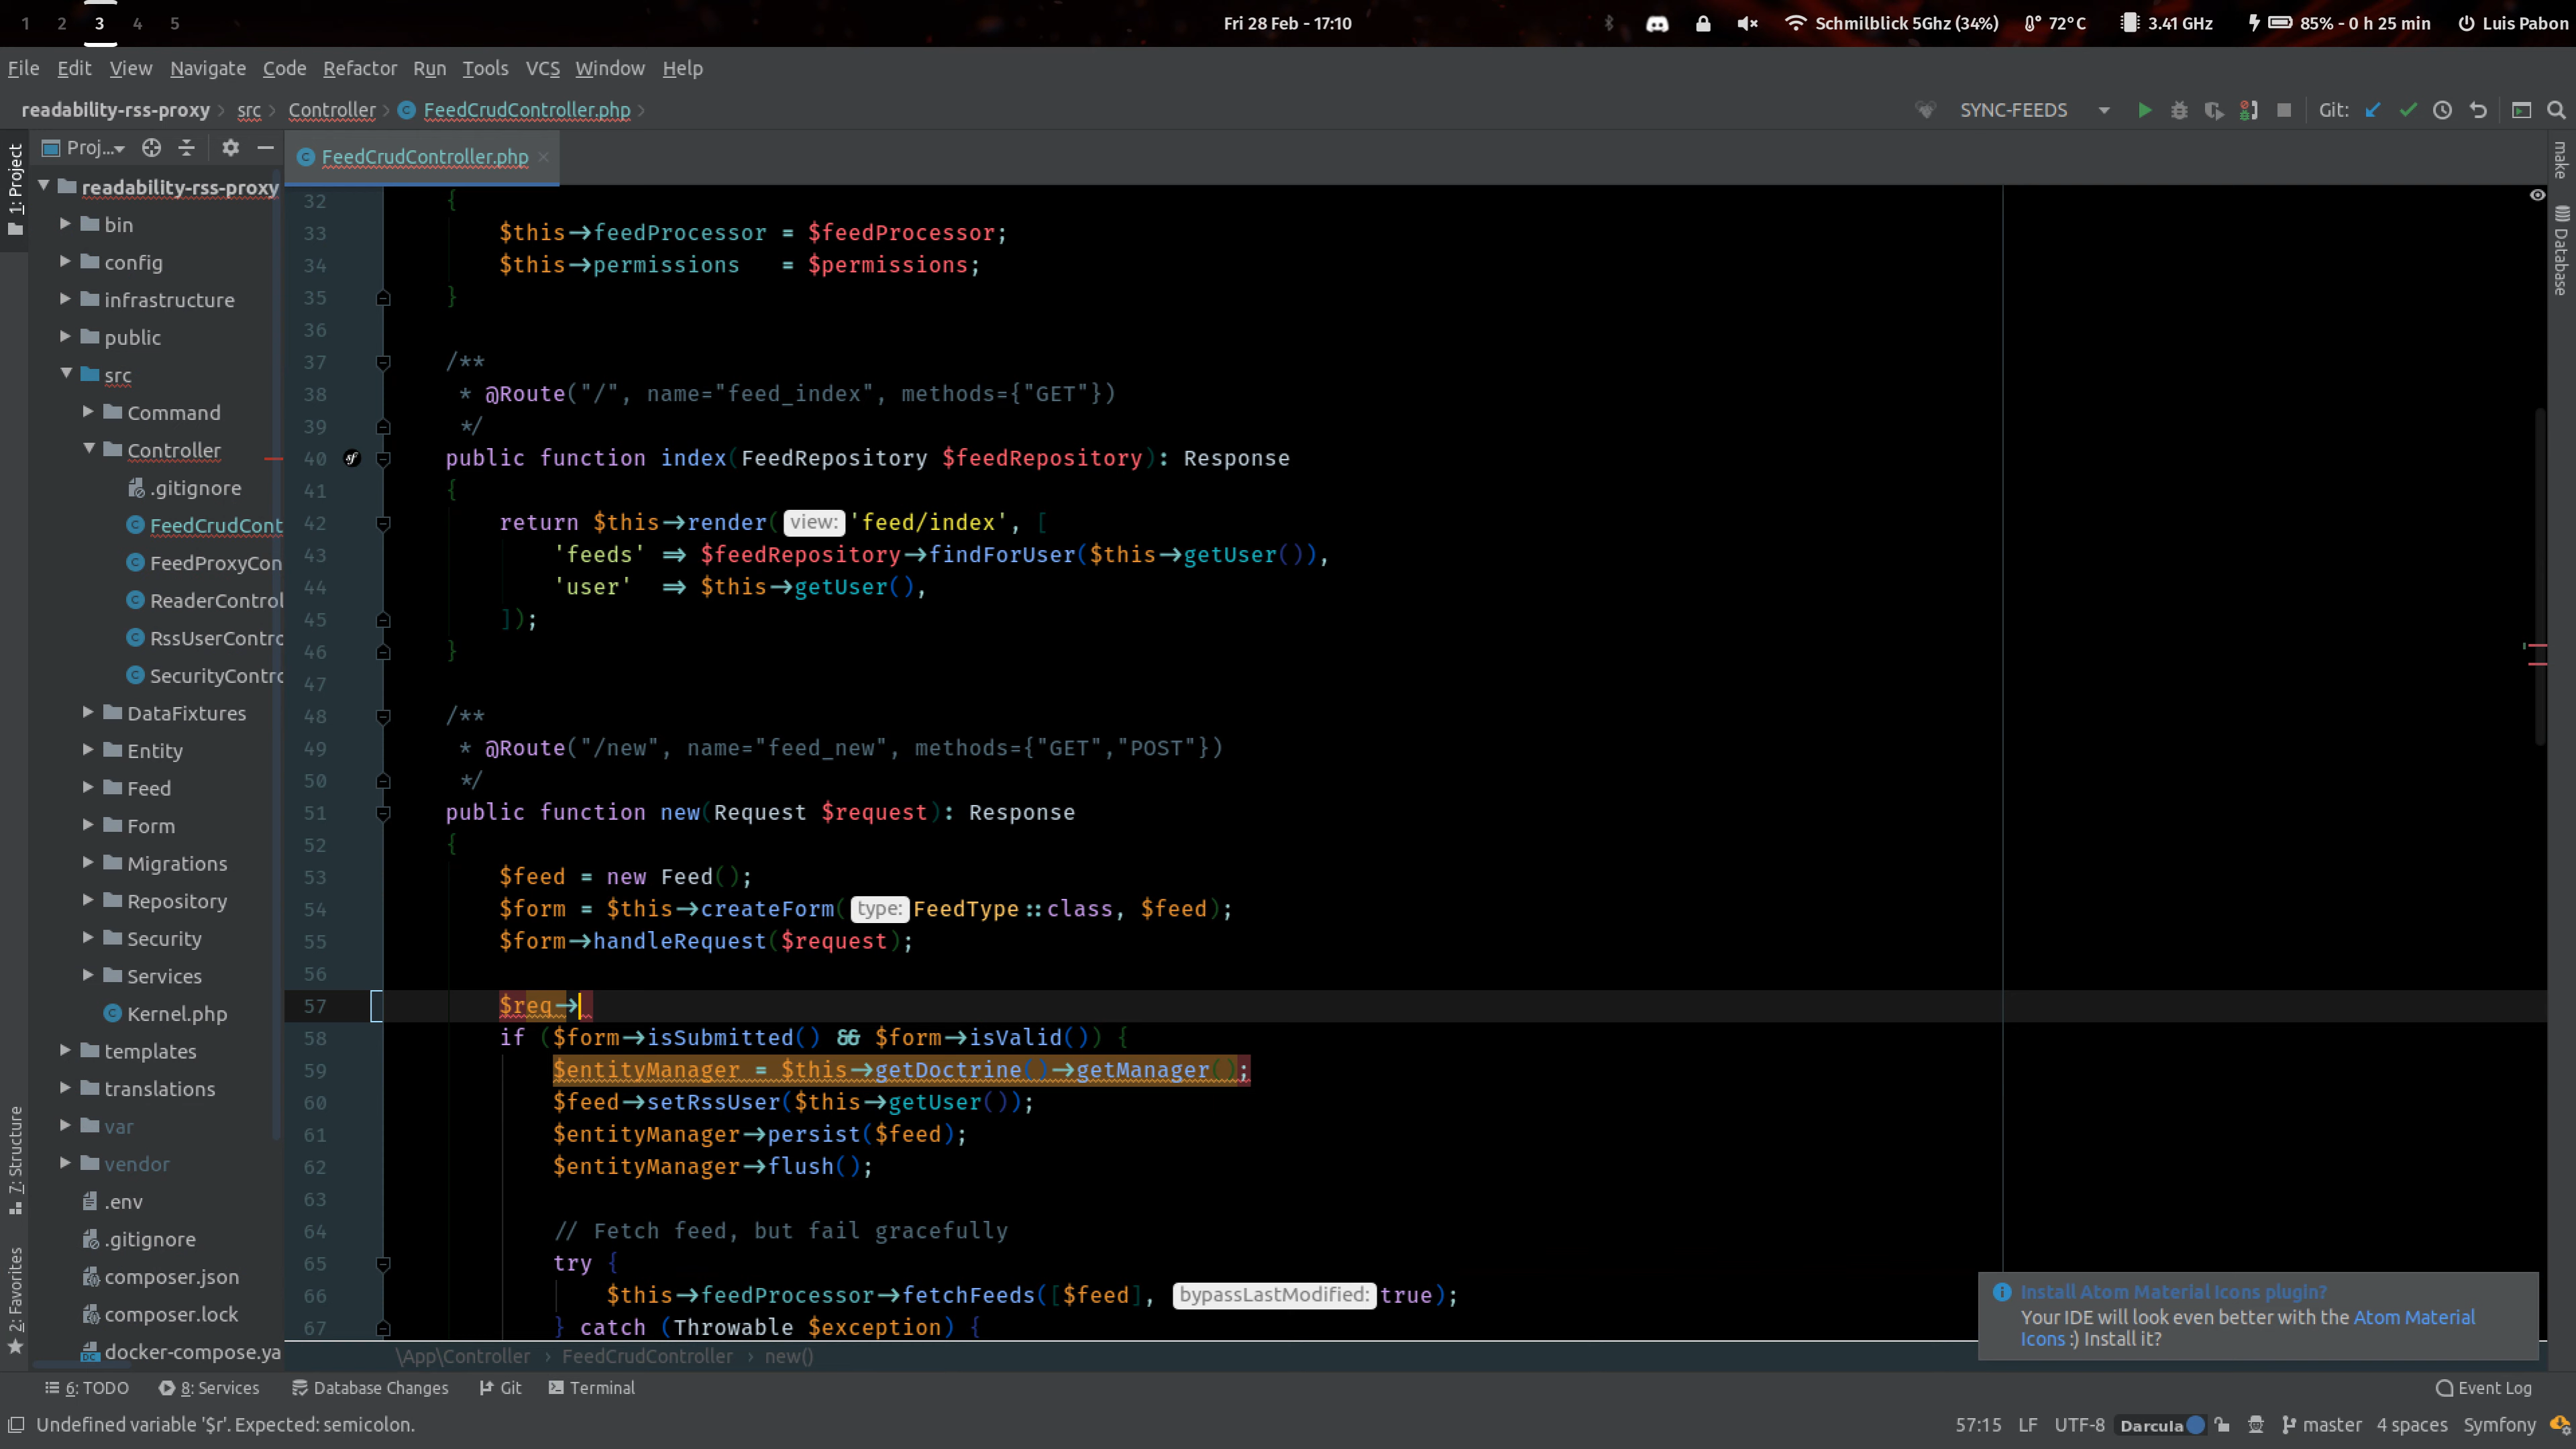 1 2 3 4 5
Fri 28 Feb - 17:10
Schmilblick 5Ghz (34%) 72°C 3.41 GHz 85% - 0 h 25 min Luis Pabon
File Edit View Navigate Code Refactor Run Tools VCS Window Help
readability-rss-proxy src Controller FeedCrudController.php
SYNC-FEEDS Git:
1: Project
Proj...
FeedCrudController.php
make
Database
readability-rss-proxy
bin
config
infrastructure
public
src
Command
Controller
.gitignore
FeedCrudCont
FeedProxyCon
ReaderControl
RssUserContro
SecurityContro
DataFixtures
Entity
Feed
Form
Migrations
Repository
Security
Services
Kernel.php
templates
translations
var
vendor
.env
.gitignore
composer.json
composer.lock
docker-compose.ya
7: Structure
2: Favorites
32 {
33 $this→feedProcessor = $feedProcessor;
34 $this→permissions = $permissions;
35 }
36
37 /**
38 * @Route("/", name="feed_index", methods={"GET"})
39 */
40 public function index(FeedRepository $feedRepository): Response
41 {
42 return $this→render( view: 'feed/index', [
43 'feeds' ⇒ $feedRepository→findForUser($this→getUser()),
44 'user' ⇒ $this→getUser(),
45 ]);
46 }
47
48 /**
49 * @Route("/new", name="feed_new", methods={"GET","POST"})
50 */
51 public function new(Request $request): Response
52 {
53 $feed = new Feed();
54 $form = $this→createForm( type: FeedType::class, $feed);
55 $form→handleRequest($request);
56
57 $req→
58 if ($form→isSubmitted() && $form→isValid()) {
59 $entityManager = $this→getDoctrine()→getManager();
60 $feed→setRssUser($this→getUser());
61 $entityManager→persist($feed);
62 $entityManager→flush();
63
64 // Fetch feed, but fail gracefully
65 try {
66 $this→feedProcessor→fetchFeeds([$feed], bypassLastModified: true);
67 } catch (Throwable $exception) {
\App\Controller › FeedCrudController › new()
Install Atom Material Icons plugin?
Your IDE will look even better with the Atom Material
Icons :) Install it?
6: TODO 8: Services Database Changes Git Terminal
Event Log
Undefined variable '$r'. Expected: semicolon.
57:15 LF UTF-8 Darcula master 4 spaces Symfony